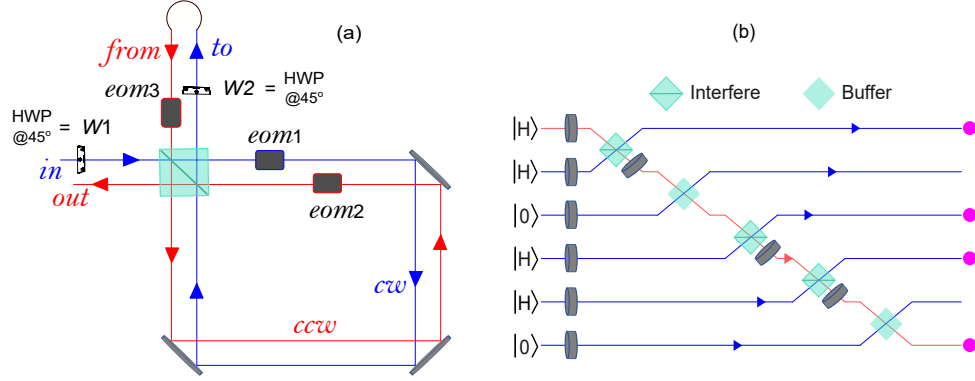 (a)
(b)
from
to
eom3
W2 = HWP @45°
HWP @45° = W1
eom1
in
out
eom2
cw
ccw
Interfere
Buffer
|H⟩
|H⟩
|0⟩
|H⟩
|H⟩
|0⟩